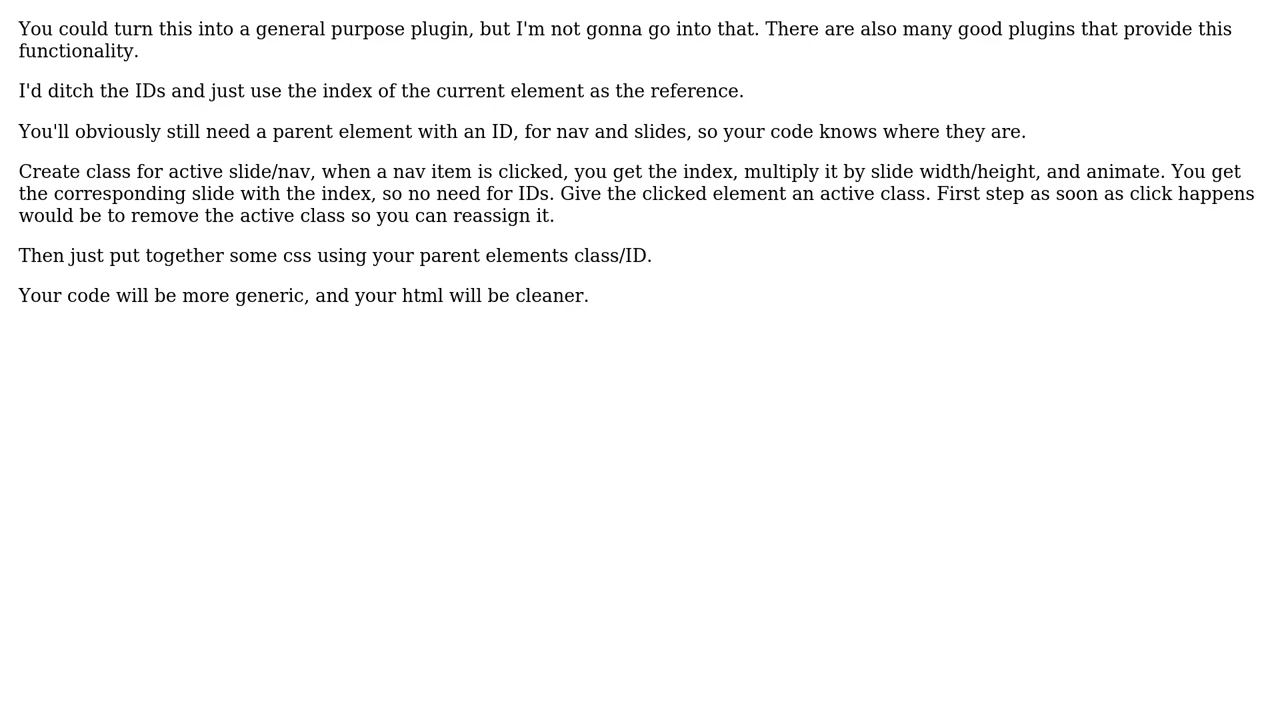 You could turn this into a general purpose plugin, but I'm not gonna go into that. There are also many good plugins that provide this
functionality.
I'd ditch the IDs and just use the index of the current element as the reference.
You'll obviously still need a parent element with an ID, for nav and slides, so your code knows where they are.
Create class for active slide/nav, when a nav item is clicked, you get the index, multiply it by slide width/height, and animate. You get
the corresponding slide with the index, so no need for IDs. Give the clicked element an active class. First step as soon as click happens
would be to remove the active class so you can reassign it.
Then just put together some css using your parent elements class/ID.
Your code will be more generic, and your html will be cleaner.